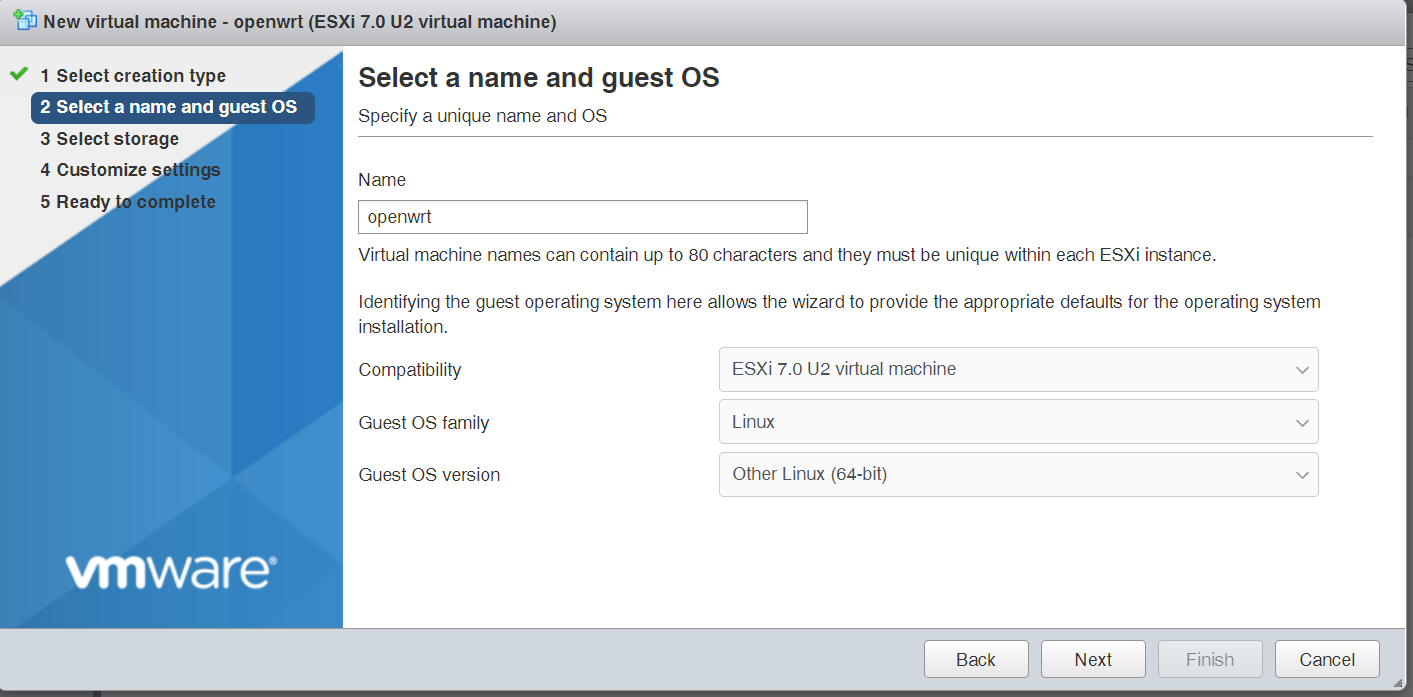 New virtual machine - openwrt (ESXi 7.0 U2 virtual machine)
1 Select creation type
2 Select a name and guest OS
3 Select storage
4 Customize settings
5 Ready to complete
vmware®
Select a name and guest OS
Specify a unique name and OS
Name
openwrt
Virtual machine names can contain up to 80 characters and they must be unique within each ESXi instance.
Identifying the guest operating system here allows the wizard to provide the appropriate defaults for the operating system
installation.
Compatibility ESXi 7.0 U2 virtual machine
Guest OS family Linux
Guest OS version Other Linux (64-bit)
Back Next Finish Cancel